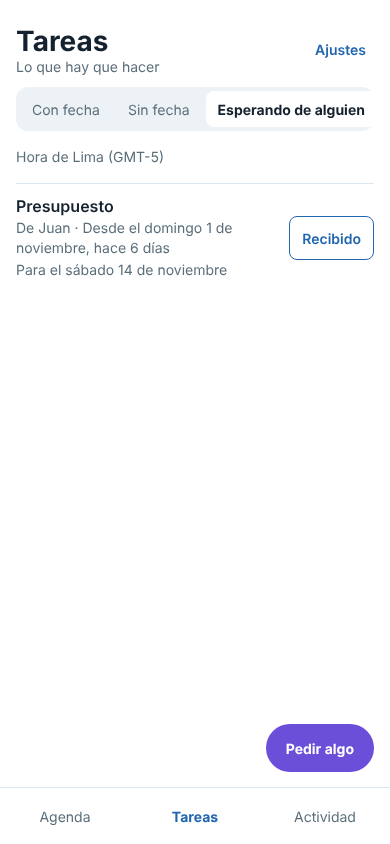 Tareas
Ajustes
Lo que hay que hacer
Con fecha
Sin fecha
Esperando de alguien
Hora de Lima (GMT-5)
Presupuesto
De Juan · Desde el domingo 1 de
noviembre, hace 6 días
Para el sábado 14 de noviembre
Recibido
Pedir algo
Agenda
Tareas
Actividad